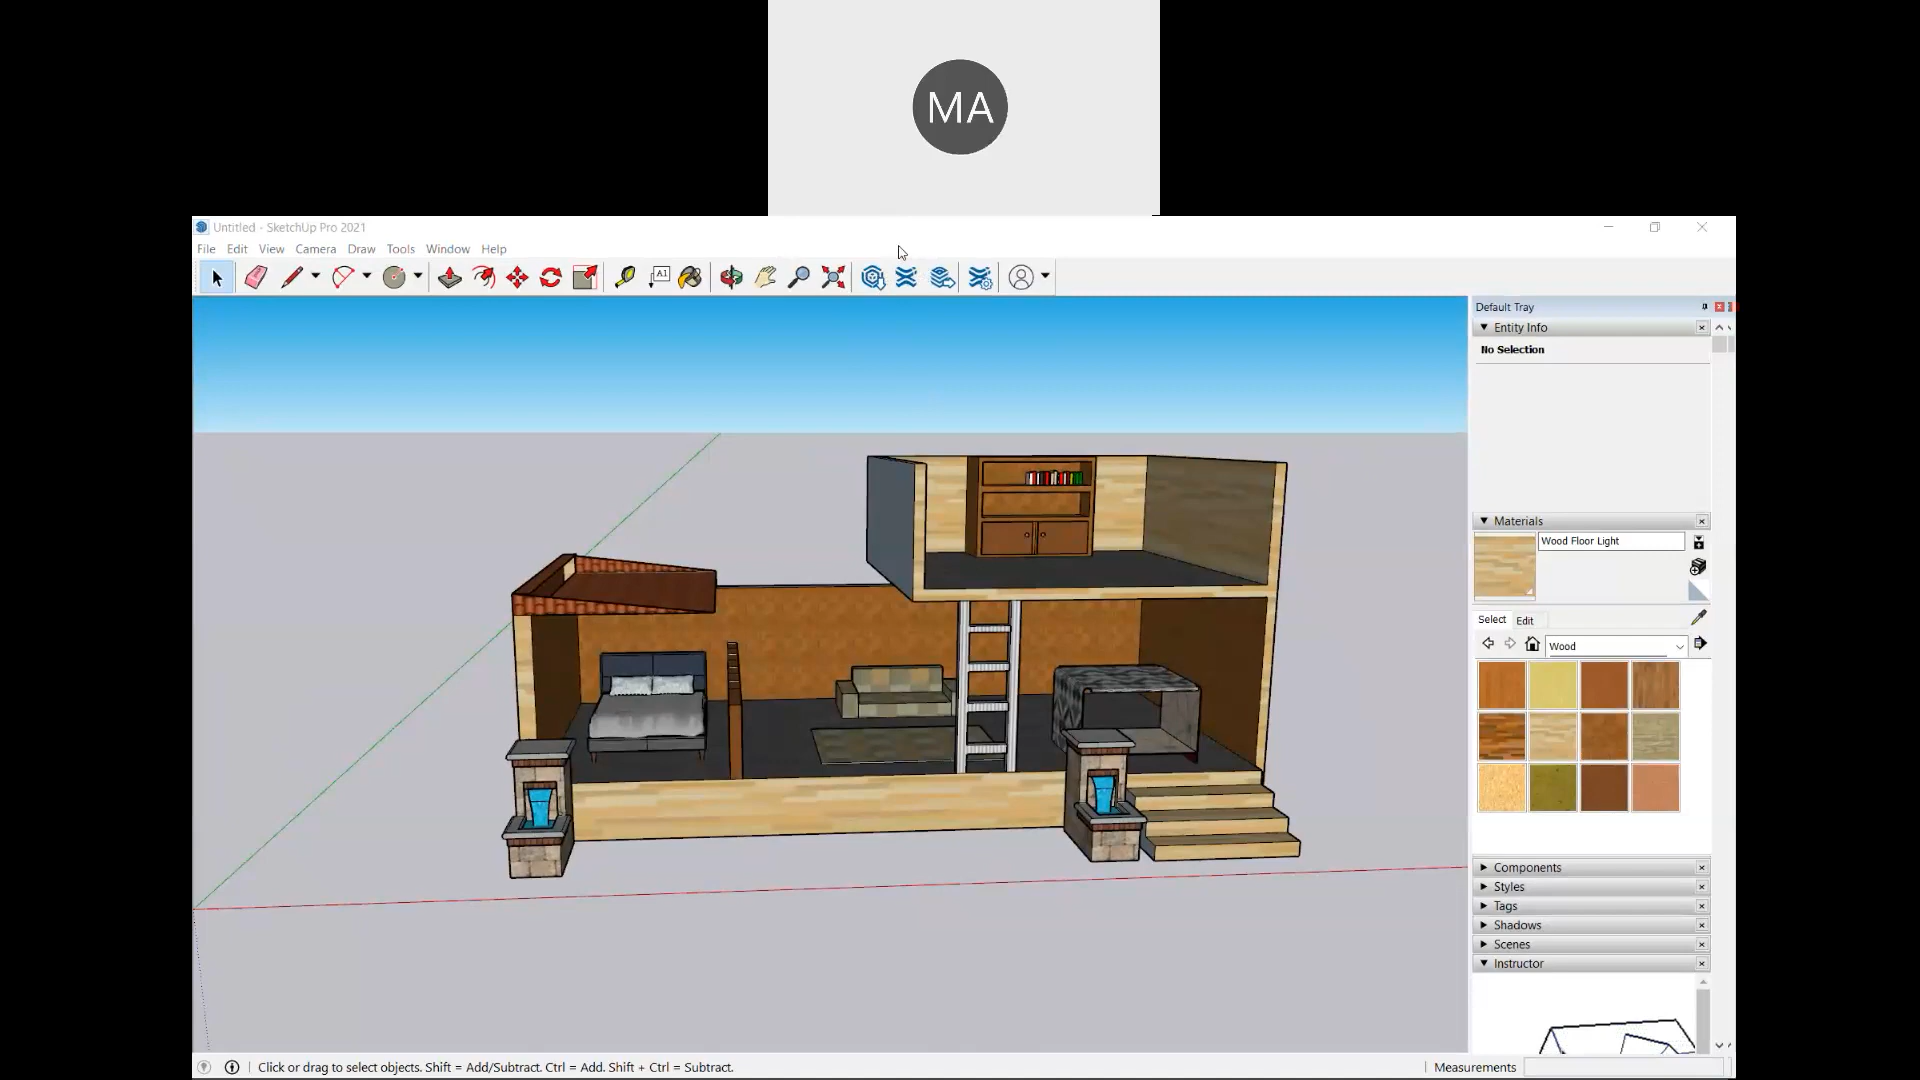 MA
Untitled - SketchUp Pro 2021
File Edit View Camera Draw Tools Window Help
A1
Default Tray
Entity Info
No Selection
Materials
Wood Floor Light
Select Edit
Wood
Components
Styles
Tags
Shadows
Scenes
Instructor
Click or drag to select objects. Shift = Add/Subtract. Ctrl = Add. Shift + Ctrl = Subtract.
Measurements